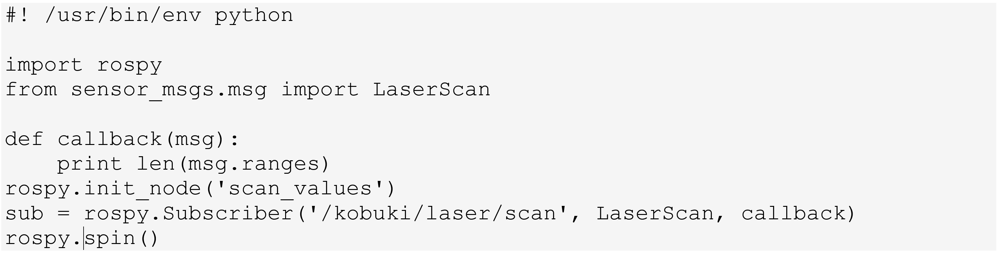 #! /usr/bin/env python
import rospy
from sensor_msgs.msg import LaserScan
def callback(msg):
    print len(msg.ranges)
rospy.init_node('scan_values')
sub = rospy.Subscriber('/kobuki/laser/scan', LaserScan, callback)
rospy.spin()